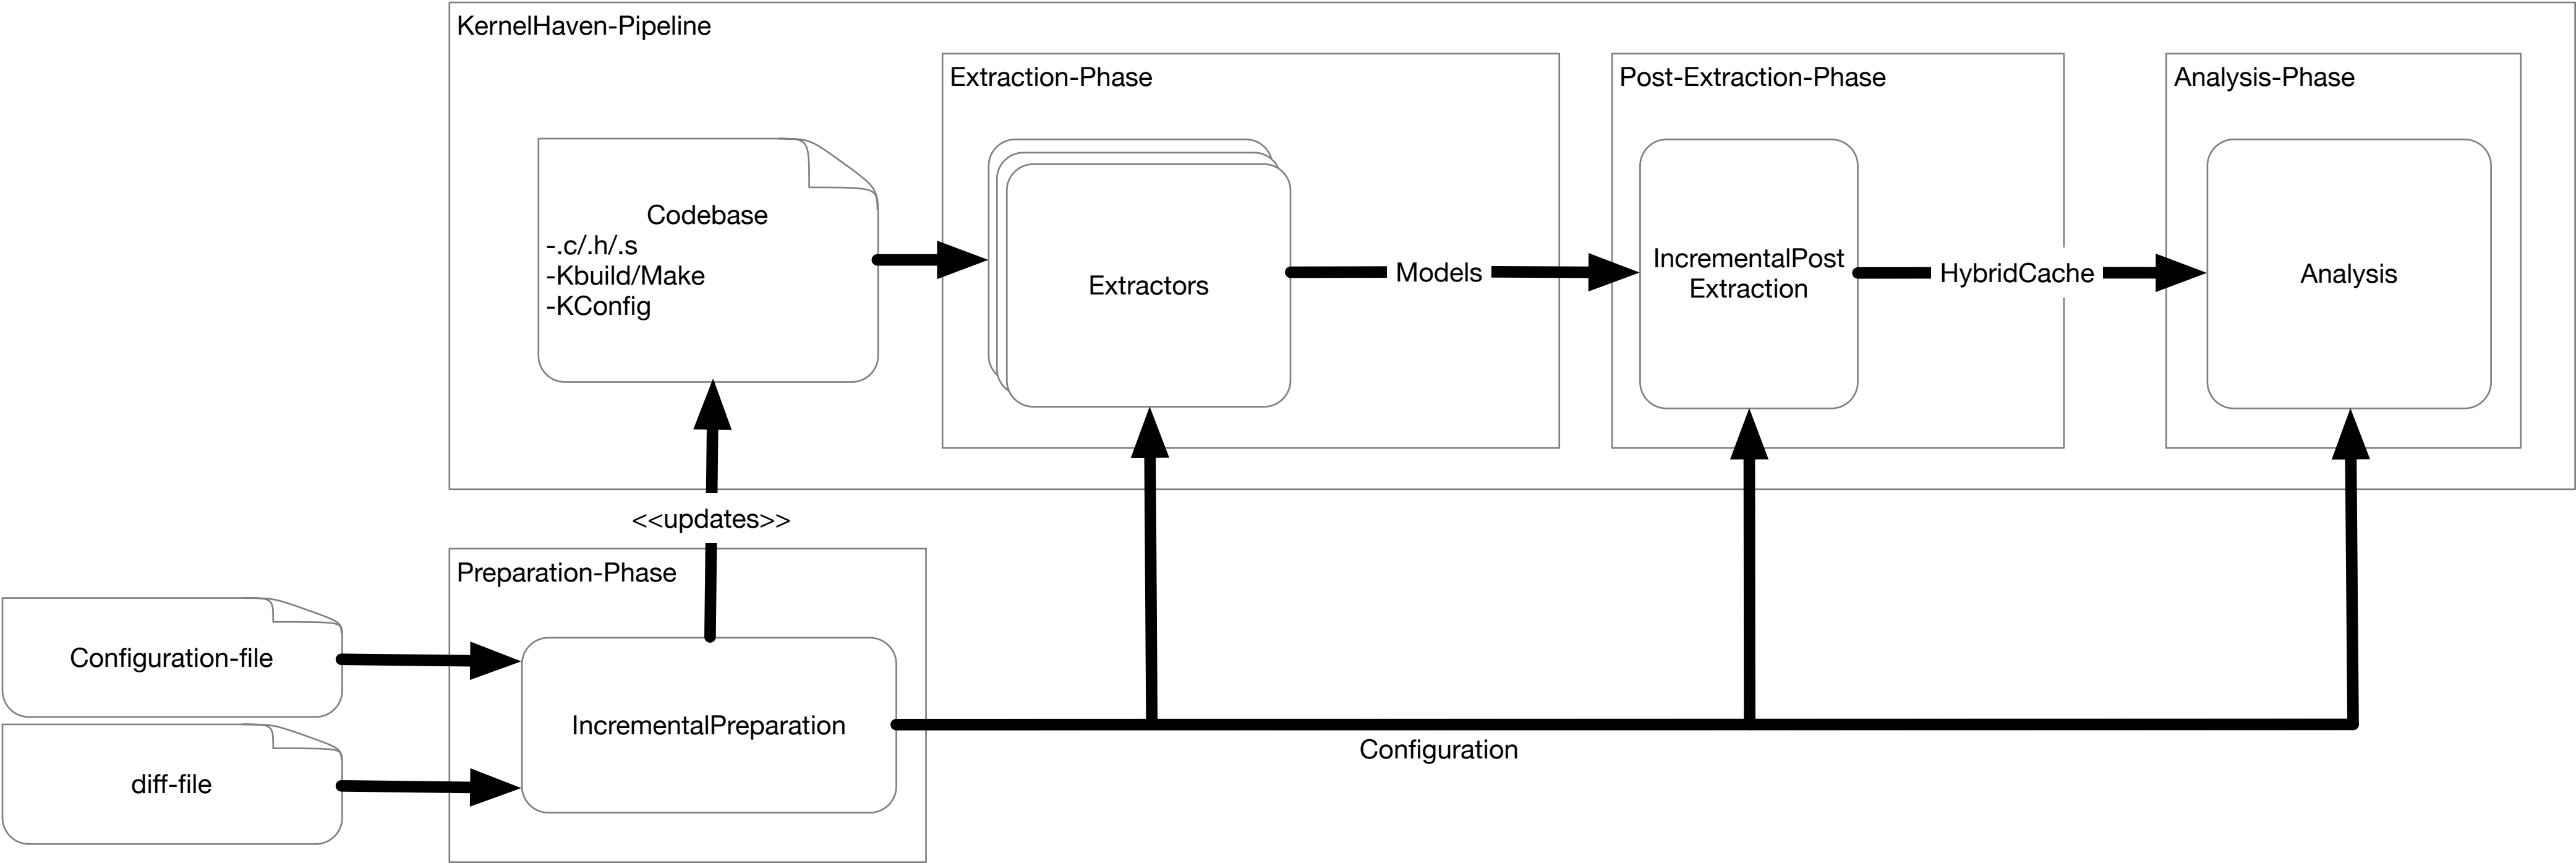 KernelHaven-Pipeline
Extraction-Phase
Post-Extraction-Phase
Analysis-Phase
Codebase
-.c/.h/.s
-Kbuild/Make
-KConfig
Extractors
Models
IncrementalPost
Extraction
HybridCache
Analysis
<<updates>>
Preparation-Phase
Configuration-file
IncrementalPreparation
diff-file
Configuration